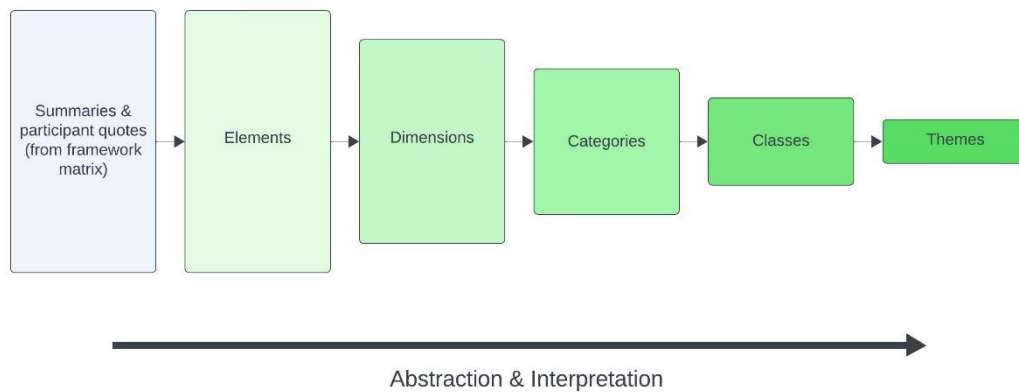 Summaries &
participant quotes
(from framework
matrix)
Elements
Dimensions
Categories
Classes
Themes
Abstraction & Interpretation